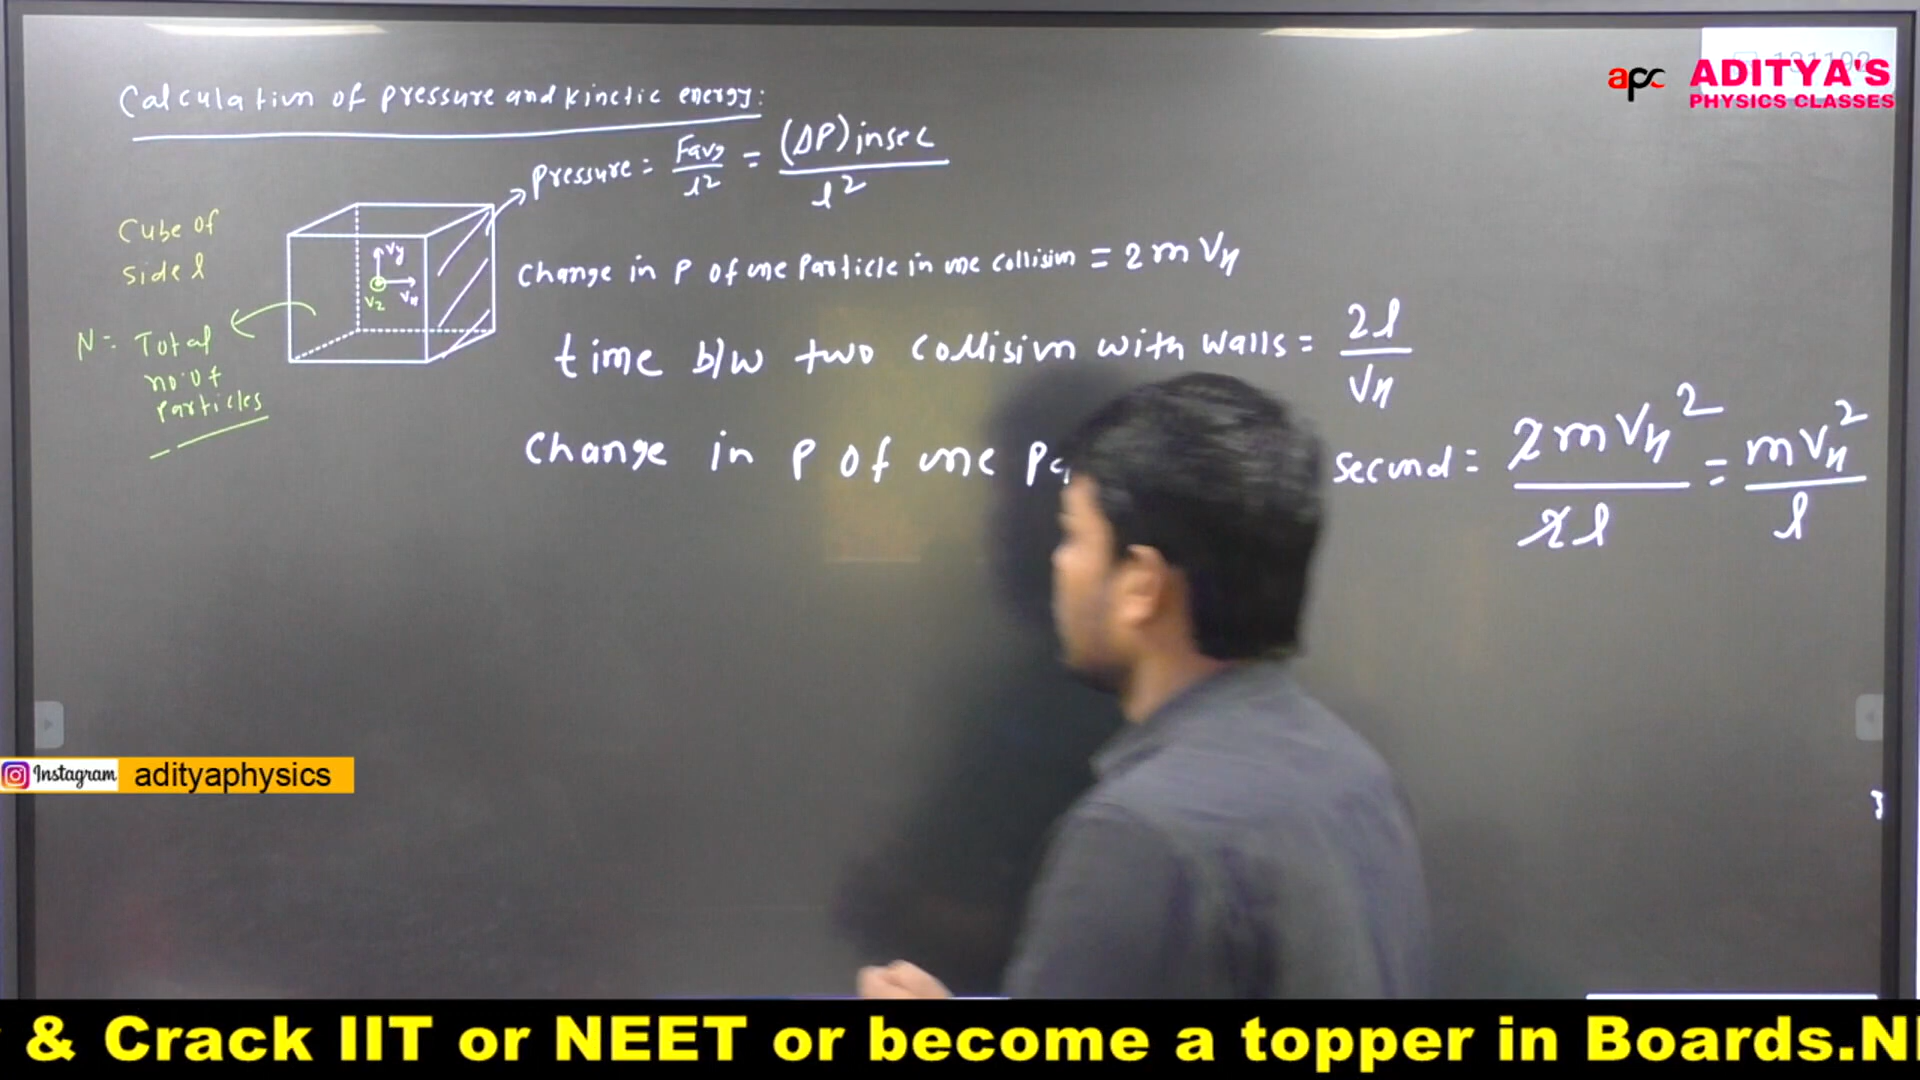 Calculation of pressure and kinetic energy:
Pressure = Favg/l² = (ΔP) in sec/l²
Cube of
side l
Vy
Vx
Vz
N = Total
no. of
particles
Change in P of one Particle in one collision = 2mVx
time b/w two collision with walls = 2l/Vx
Change in P of one second = 2mVx²/2l = mVx²/l
apc ADITYA'S
PHYSICS CLASSES
Instagram adityaphysics
& Crack IIT or NEET or become a topper in Boards.